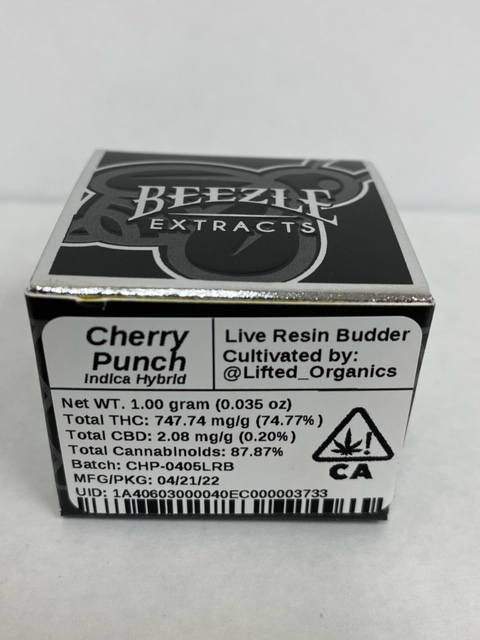 BEEZLE
EXTRACTS
Cherry
Punch
Indica Hybrid
Live Resin Budder
Cultivated by:
@Lifted_Organics
Net WT. 1.00 gram (0.035 oz)
Total THC: 747.74 mg/g (74.77%)
Total CBD: 2.08 mg/g (0.20%)
Total Cannabinoids: 87.87%
Batch: CHP-0405LRB
MFG/PKG: 04/21/22
UID: 1A40603000040EC000003733
!
CA